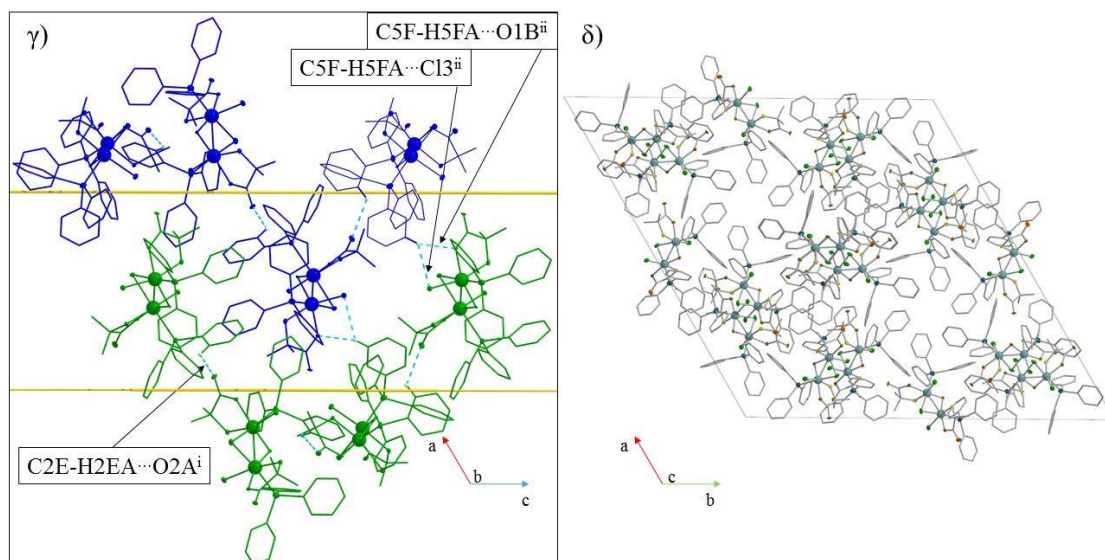 γ)
C5F-H5FA···O1Bⁱⁱ
C5F-H5FA···Cl3ⁱⁱ
C2E-H2EA···O2Aⁱ
a
b
c
δ)
a
c
b